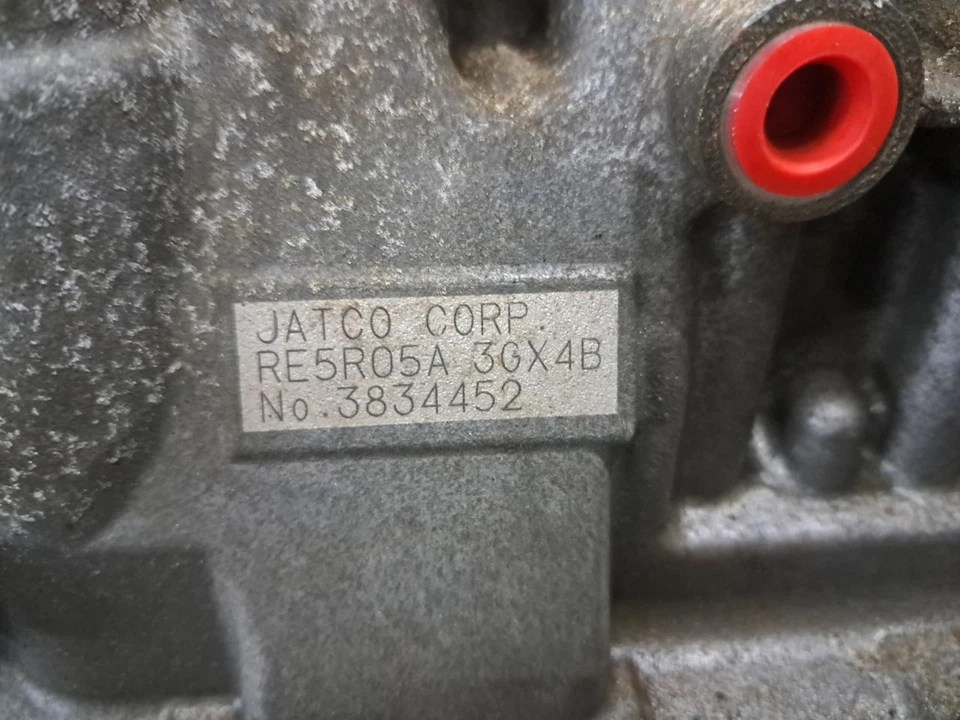 JATCO CORP.
RE5R05A 3GX4B
No.3834452